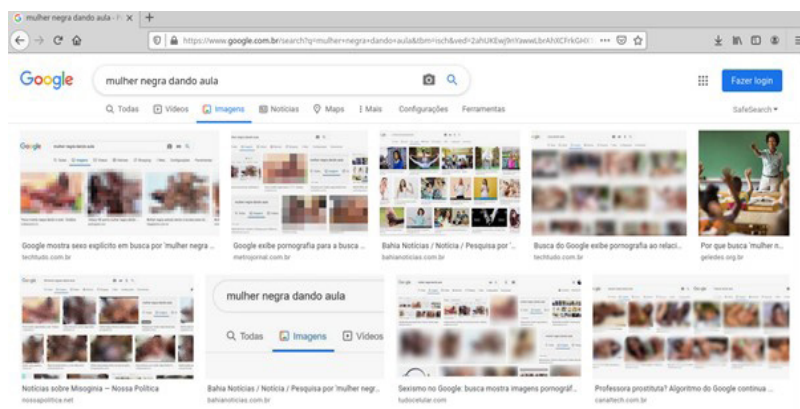 mulher negra dando aula - P
https://www.google.com.br/search?q=mulher+negra+dando+aula&tbm=isch&ved=
Google
mulher negra dando aula
Fazer login
Todas Vídeos Imagens Notícias Maps Mais Configurações Ferramentas
SafeSearch
Google mostra sexo explícito em busca por 'mulher negra ...
techtudo.com.br
Google exibe pornografia para a busca ...
metrojornal.com.br
Bahia Notícias / Notícia / Pesquisa por '...
bahianoticias.com.br
Busca do Google exibe pornografia ao relaci...
techtudo.com.br
Por que busca 'mulher n...
geledes.org.br
mulher negra dando aula
Todas Imagens Vídeos
Notícias sobre Misoginia — Nossa Política
nossapolitica.net
Bahia Notícias / Notícia / Pesquisa por 'mulher negr...
bahianoticias.com.br
Sexismo no Google: busca mostra imagens pornográf...
tudocelular.com
Professora prostituta? Algoritmo do Google continua ...
canaltech.com.br